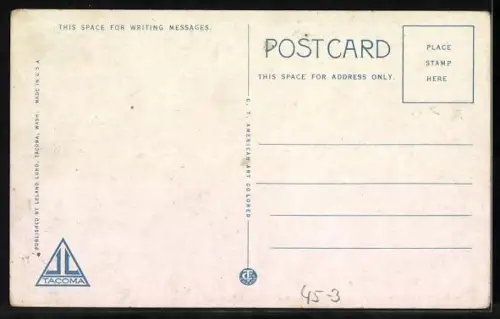 THIS SPACE FOR WRITING MESSAGES.
POSTCARD
THIS SPACE FOR ADDRESS ONLY.
PLACE
STAMP
HERE
PUBLISHED BY LELAND LUND, TACOMA, WASH. MADE IN U.S.A.
C. T. AMERICAN ART COLORED
TACOMA
45-3